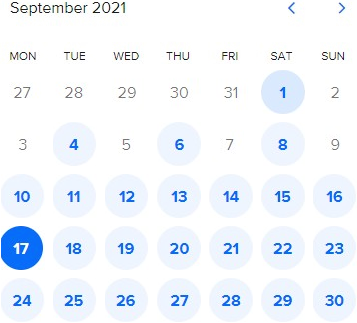 September 2021
MON TUE WED THU FRI SAT SUN
27 28 29 30 31 1 2
3 4 5 6 7 8 9
10 11 12 13 14 15 16
17 18 19 20 21 22 23
24 25 26 27 28 29 30